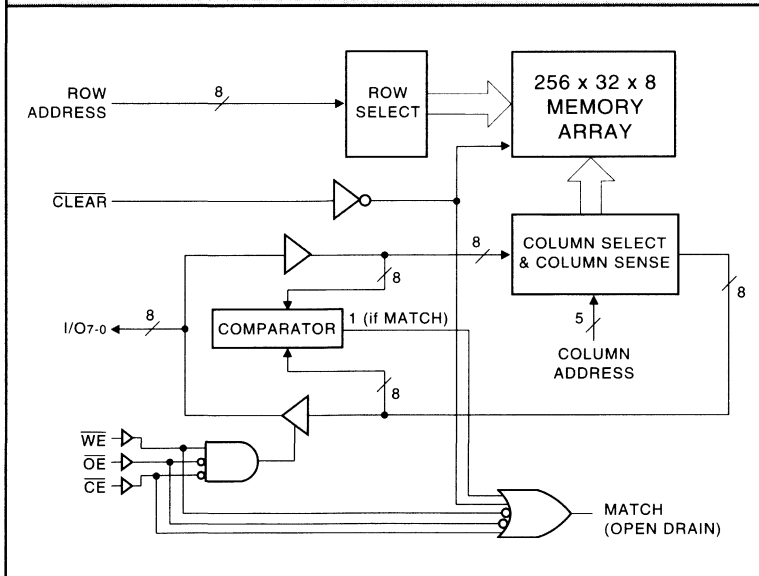 ROW
ADDRESS
8
ROW
SELECT
256 x 32 x 8
MEMORY
ARRAY
CLEAR
8
8
COLUMN SELECT
& COLUMN SENSE
8
I/O7-0
8
COMPARATOR
1 (if MATCH)
5
COLUMN
ADDRESS
8
WE
OE
CE
MATCH
(OPEN DRAIN)